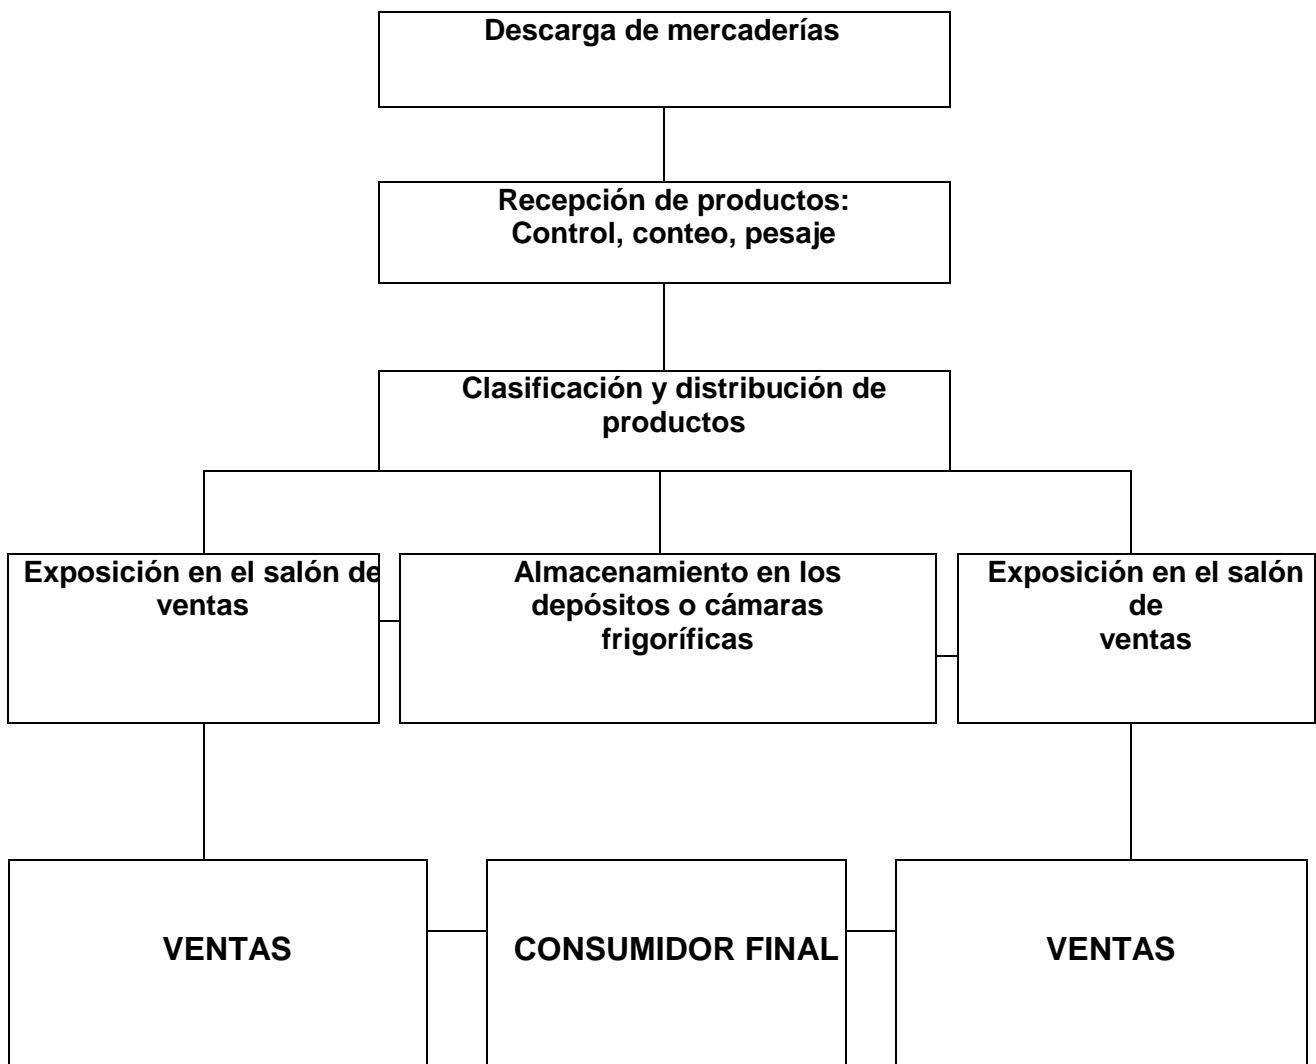 Descarga de mercaderías
Recepción de productos:
Control, conteo, pesaje
Clasificación y distribución de
productos
Exposición en el salón de
ventas
Almacenamiento en los
depósitos o cámaras
frigoríficas
Exposición en el salón
de
ventas
VENTAS
CONSUMIDOR FINAL
VENTAS